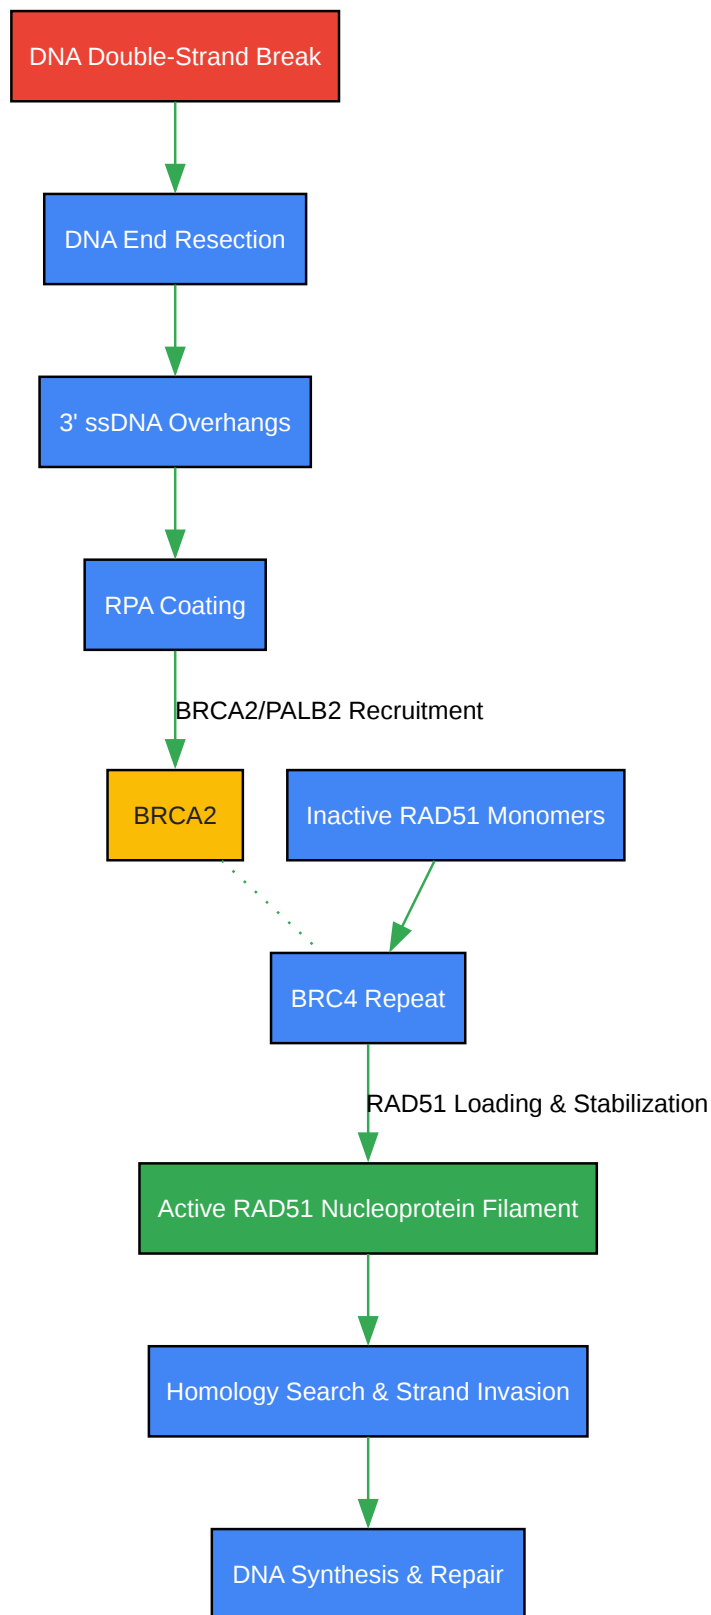 DNA Double-Strand Break
DNA End Resection
3' ssDNA Overhangs
RPA Coating
BRCA2/PALB2 Recruitment
BRCA2
Inactive RAD51 Monomers
BRC4 Repeat
RAD51 Loading & Stabilization
Active RAD51 Nucleoprotein Filament
Homology Search & Strand Invasion
DNA Synthesis & Repair